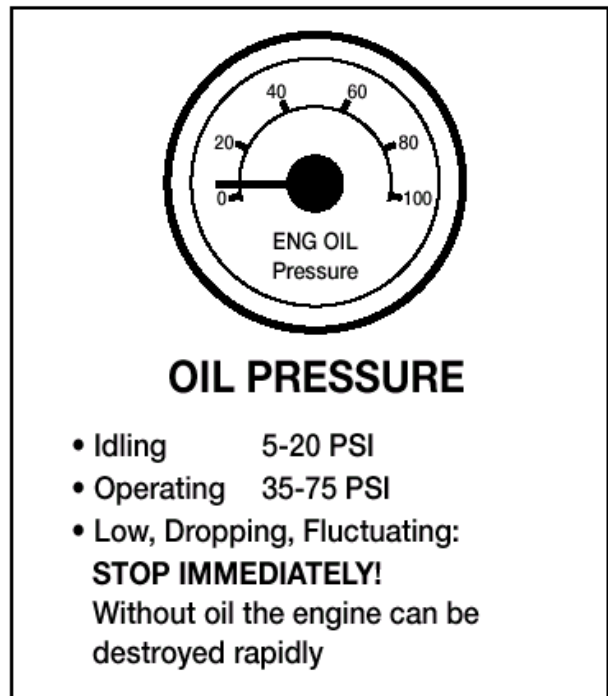 40 60
20 80
0 100
ENG OIL
Pressure
OIL PRESSURE
• Idling 5-20 PSI
• Operating 35-75 PSI
• Low, Dropping, Fluctuating:
STOP IMMEDIATELY!
Without oil the engine can be
destroyed rapidly